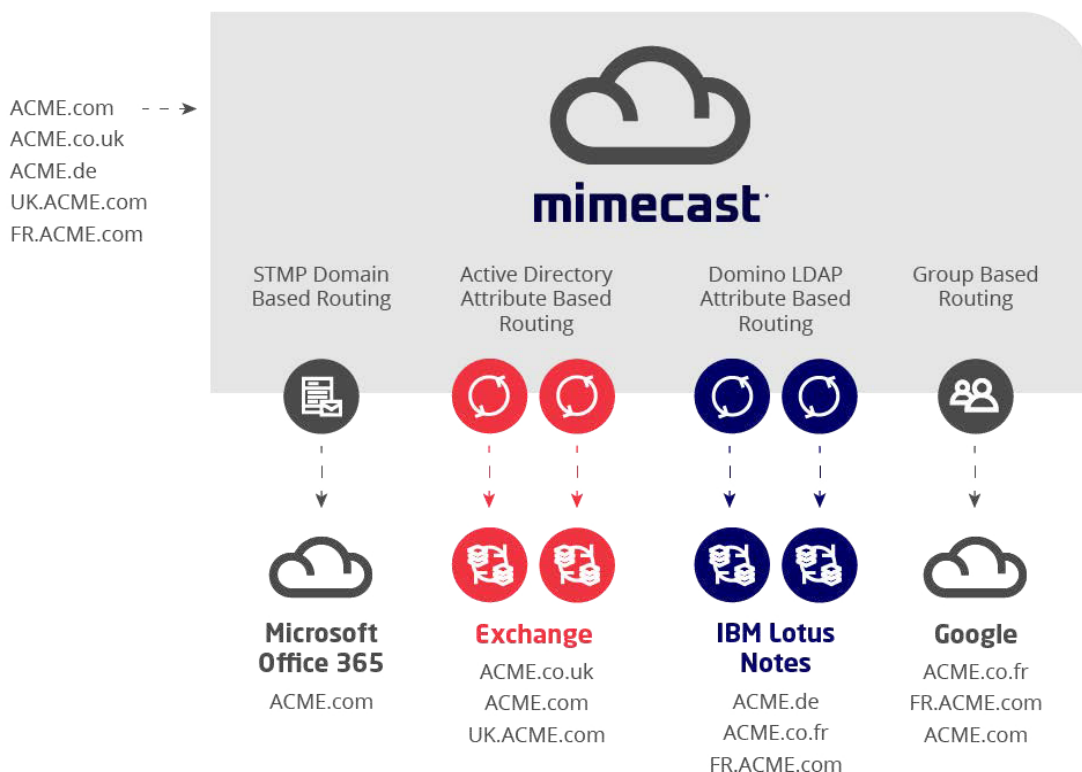 ACME.com
ACME.co.uk
ACME.de
UK.ACME.com
FR.ACME.com
mimecast
STMP Domain
Based Routing
Active Directory
Attribute Based
Routing
Domino LDAP
Attribute Based
Routing
Group Based
Routing
Microsoft
Office 365
ACME.com
Exchange
ACME.co.uk
ACME.com
UK.ACME.com
IBM Lotus
Notes
ACME.de
ACME.co.fr
FR.ACME.com
Google
ACME.co.fr
FR.ACME.com
ACME.com